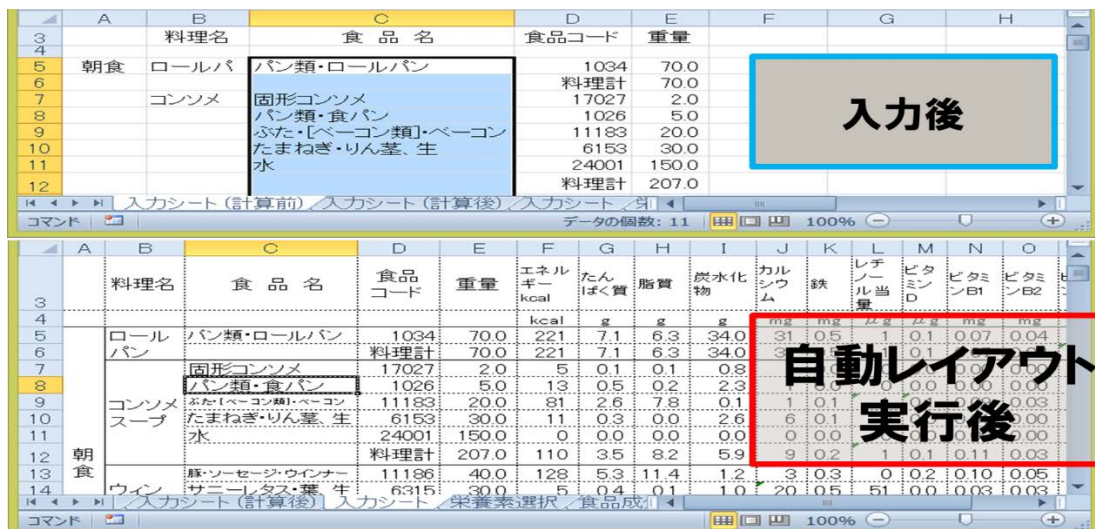 A B C D E F G H
3 料理名 食 品 名 食品コード 重量
4
5 朝食 ロールパ パン類・ロールパン 1034 70.0
6 料理計 70.0
7 コンソメ 固形コンソメ 17027 2.0
8 パン類・食パン 1026 5.0
9 ぶた・[ベーコン類]・ベーコン 11183 20.0
10 たまねぎ・りん茎、生 6153 30.0
11 水 24001 150.0
12 料理計 207.0
入力後
入力シート (計算前) 入力シート (計算後) 入力シート
コマンド データの個数: 11 100%
A B C D E F G H I J K L M N O
3 料理名 食 品 名 食品コード 重量 エネルギーkcal たんぱく質 脂質 炭水化物 カルシウム 鉄 レチノール当量 ビタミンD ビタミンB1 ビタミンB2
4 kcal g g g mg mg μg μg mg mg
5 ロール パン類・ロールパン 1034 70.0 221 7.1 6.3 34.0 31 0.5 1 0.1 0.07 0.04
6 パン 料理計 70.0 221 7.1 6.3 34.0
7 固形コンソメ 17027 2.0 5 0.1 0.1 0.8
8 パン類・食パン 1026 5.0 13 0.5 0.2 2.3
9 コンソメ ぶた・[ベーコン類]・ベーコン 11183 20.0 81 2.6 7.8 0.1 1 0.1
10 スープ たまねぎ・りん茎、生 6153 30.0 11 0.3 0.0 2.6 6 0.1
11 水 24001 150.0 0 0.0 0.0 0.0 0 0.0
12 朝 料理計 207.0 110 3.5 8.2 5.9 9 0.2 1 0.1 0.11 0.03
13 食 豚・ソーセージ・ウインナー 11186 40.0 128 5.3 11.4 1.2 3 0.3 0 0.2 0.10 0.05
14 ウイン サニーレタス・葉、生 6315 30.0 5 0.4 0.1 1.0 20 0.5 51 0.0 0.03 0.03
自動レイアウト
実行後
入力シート (計算後) 入力シート 栄養素選択 食品成
コマンド 100%